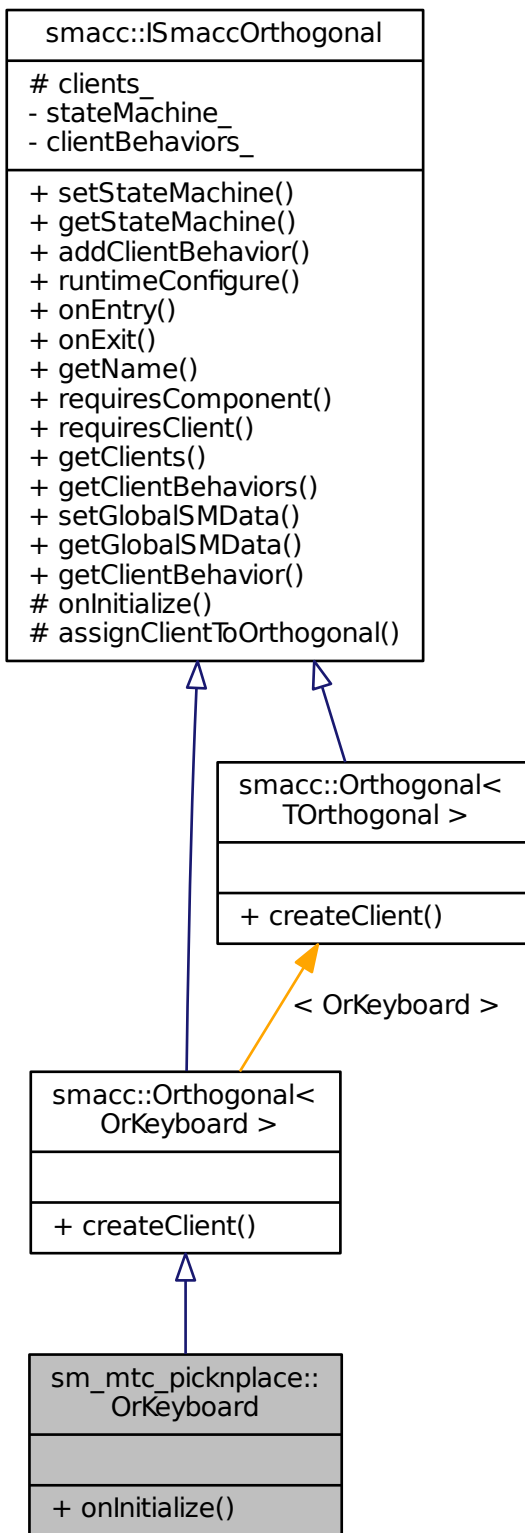 smacc::ISmaccOrthogonal
# clients_
- stateMachine_
- clientBehaviors_
+ setStateMachine()
+ getStateMachine()
+ addClientBehavior()
+ runtimeConfigure()
+ onEntry()
+ onExit()
+ getName()
+ requiresComponent()
+ requiresClient()
+ getClients()
+ getClientBehaviors()
+ setGlobalSMData()
+ getGlobalSMData()
+ getClientBehavior()
# onInitialize()
# assignClientToOrthogonal()
smacc::Orthogonal<
TOrthogonal >
+ createClient()
< OrKeyboard >
smacc::Orthogonal<
OrKeyboard >
+ createClient()
sm_mtc_picknplace::
OrKeyboard
+ onInitialize()